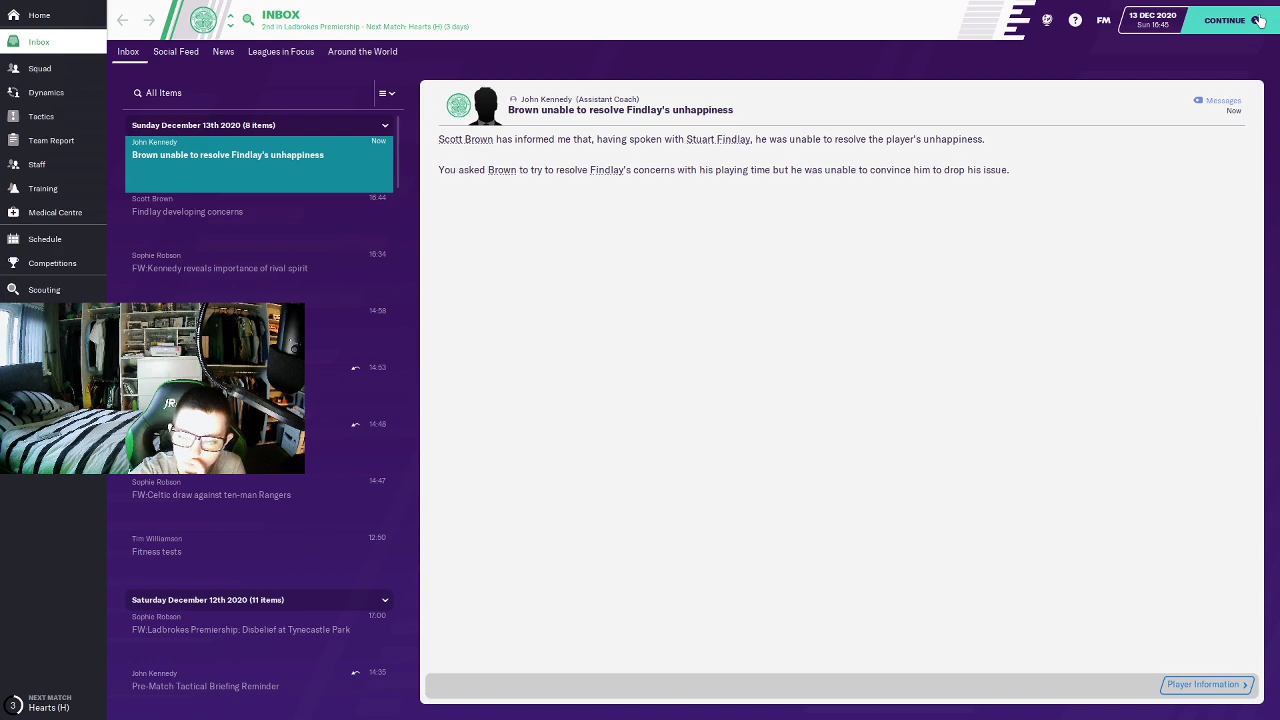 INBOX
2nd in Ladbrokes Premiership - Next Match: Hearts (H) (3 days)
FM
13 DEC 2020
Sun 16:45
CONTINUE
Inbox
Social Feed
News
Leagues in Focus
Around the World
Inbox
Squad
Dynamics
Tactics
Team Report
Staff
Training
Medical Centre
Schedule
Competitions
Scouting
NEXT MATCH
3
Hearts (H)
All Items
Sunday December 13th 2020 (8 items)
John Kennedy
Now
Brown unable to resolve Findlay's unhappiness
Scott Brown
16:44
Findlay developing concerns
Sophie Robson
16:34
FW:Kennedy reveals importance of rival spirit
14:58
14:53
14:48
Sophie Robson
14:47
FW:Celtic draw against ten-man Rangers
Tim Williamson
12:50
Fitness tests
Saturday December 12th 2020 (11 items)
Sophie Robson
17:00
FW:Ladbrokes Premiership: Disbelief at Tynecastle Park
John Kennedy
14:35
Pre-Match Tactical Briefing Reminder
John Kennedy (Assistant Coach)
Brown unable to resolve Findlay's unhappiness
Messages
Now
Scott Brown has informed me that, having spoken with Stuart Findlay, he was unable to resolve the player's unhappiness.
You asked Brown to try to resolve Findlay's concerns with his playing time but he was unable to convince him to drop his issue.
Player Information